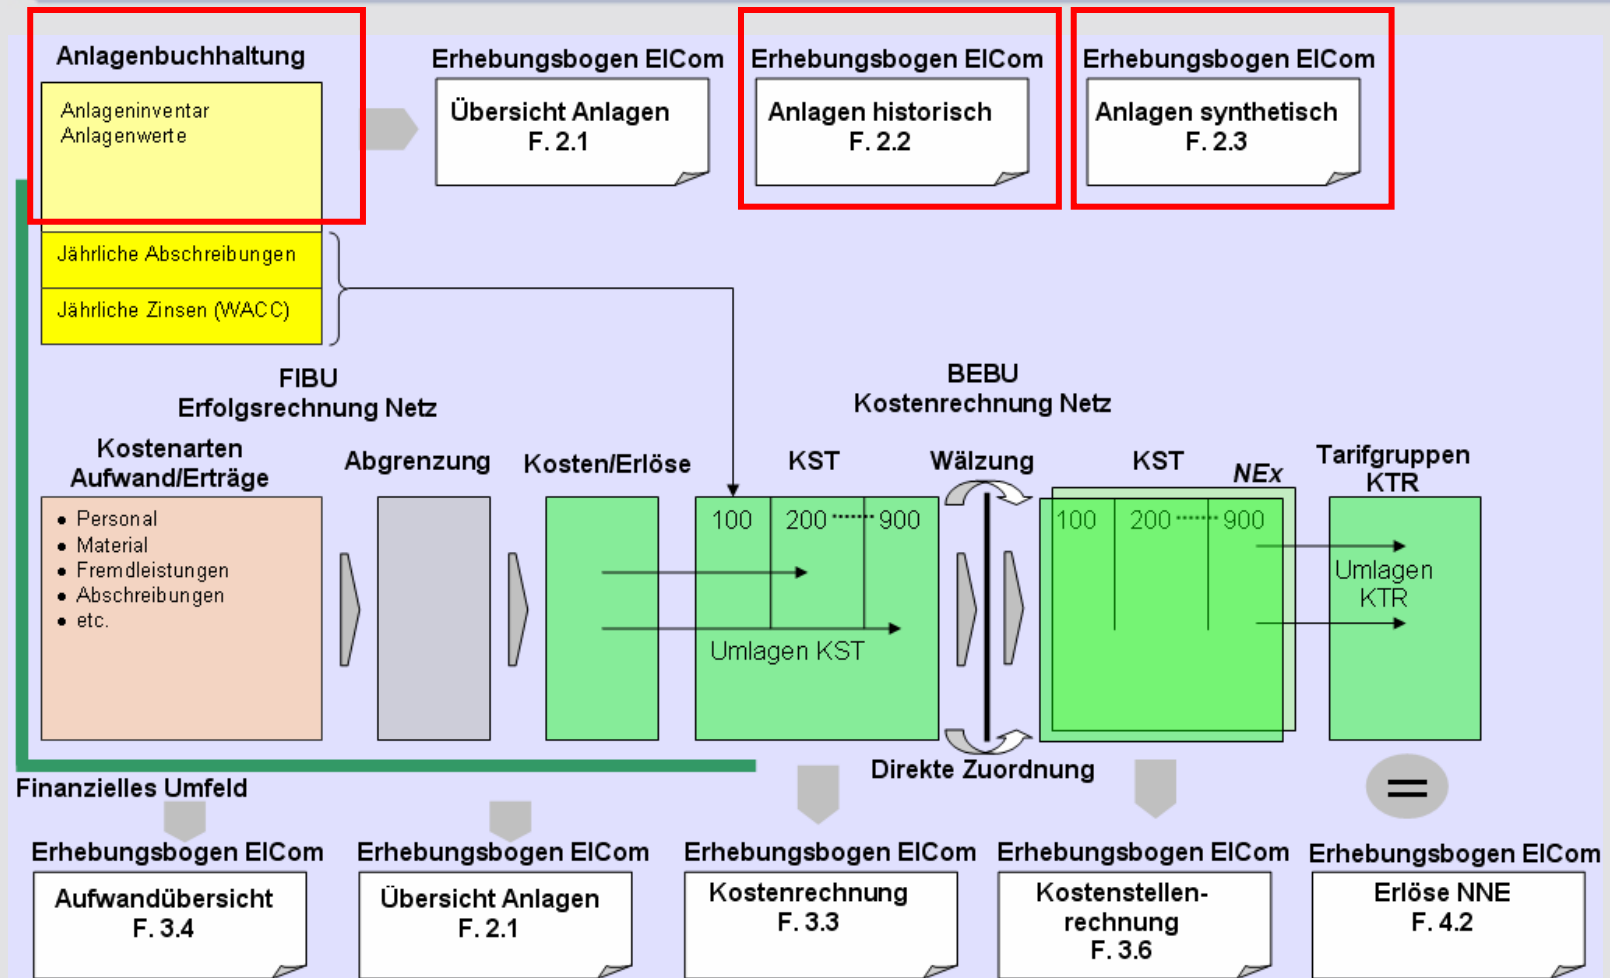 Anlagenbuchhaltung
Anlageninventar
Anlagenwerte
Jährliche Abschreibungen
Jährliche Zinsen (WACC)
Erhebungsbogen ElCom
Übersicht Anlagen
F. 2.1
Erhebungsbogen ElCom
Anlagen historisch
F. 2.2
Erhebungsbogen ElCom
Anlagen synthetisch
F. 2.3
FIBU
Erfolgsrechnung Netz
BEBU
Kostenrechnung Netz
Kostenarten
Aufwand/Erträge
Abgrenzung
Kosten/Erlöse
KST
Wälzung
KST
NEx
Tarifgruppen
KTR
• Personal
• Material
• Fremdleistungen
• Abschreibungen
• etc.
100
200
900
Umlagen KST
100
200
900
Umlagen
KTR
Direkte Zuordnung
=
Finanzielles Umfeld
Erhebungsbogen ElCom
Aufwandübersicht
F. 3.4
Erhebungsbogen ElCom
Übersicht Anlagen
F. 2.1
Erhebungsbogen ElCom
Kostenrechnung
F. 3.3
Erhebungsbogen ElCom
Kostenstellen-
rechnung
F. 3.6
Erhebungsbogen ElCom
Erlöse NNE
F. 4.2